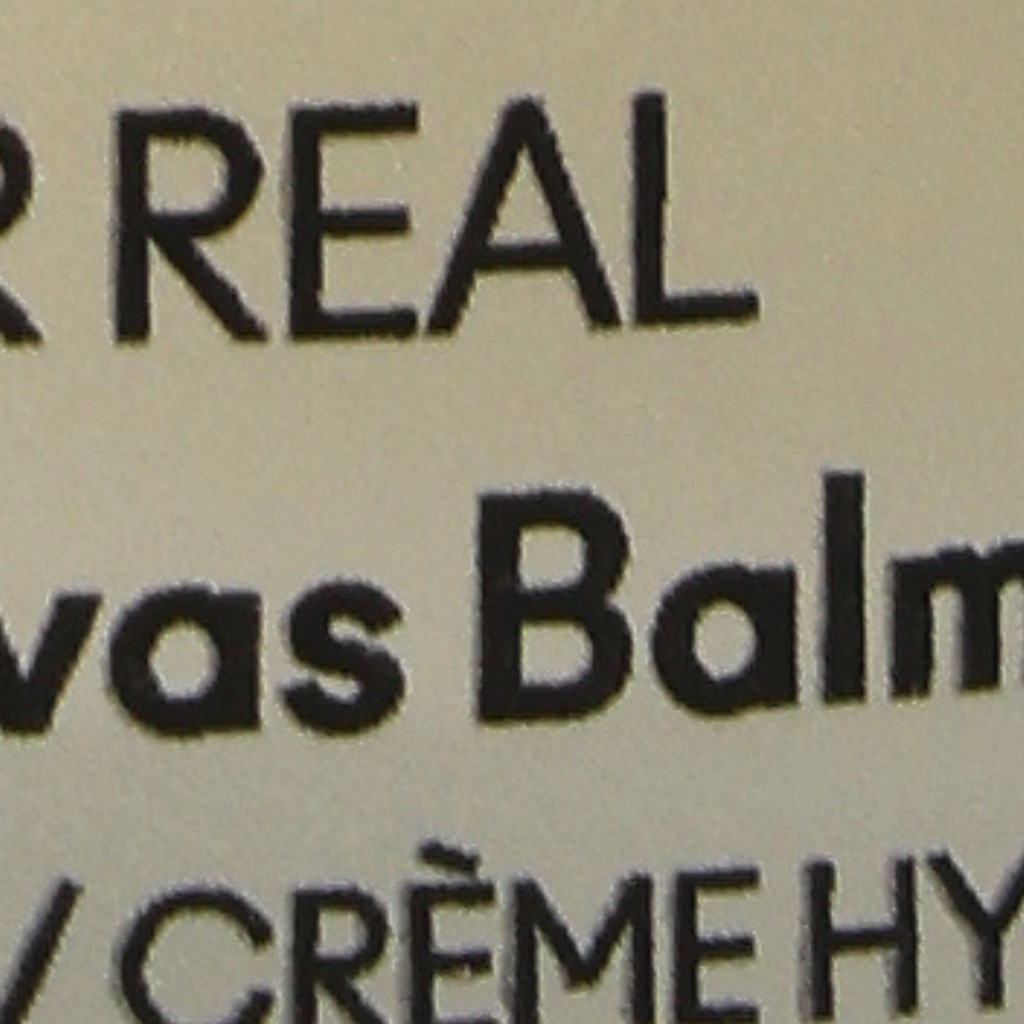 R REAL
vas Balm
/ CRÈME HY